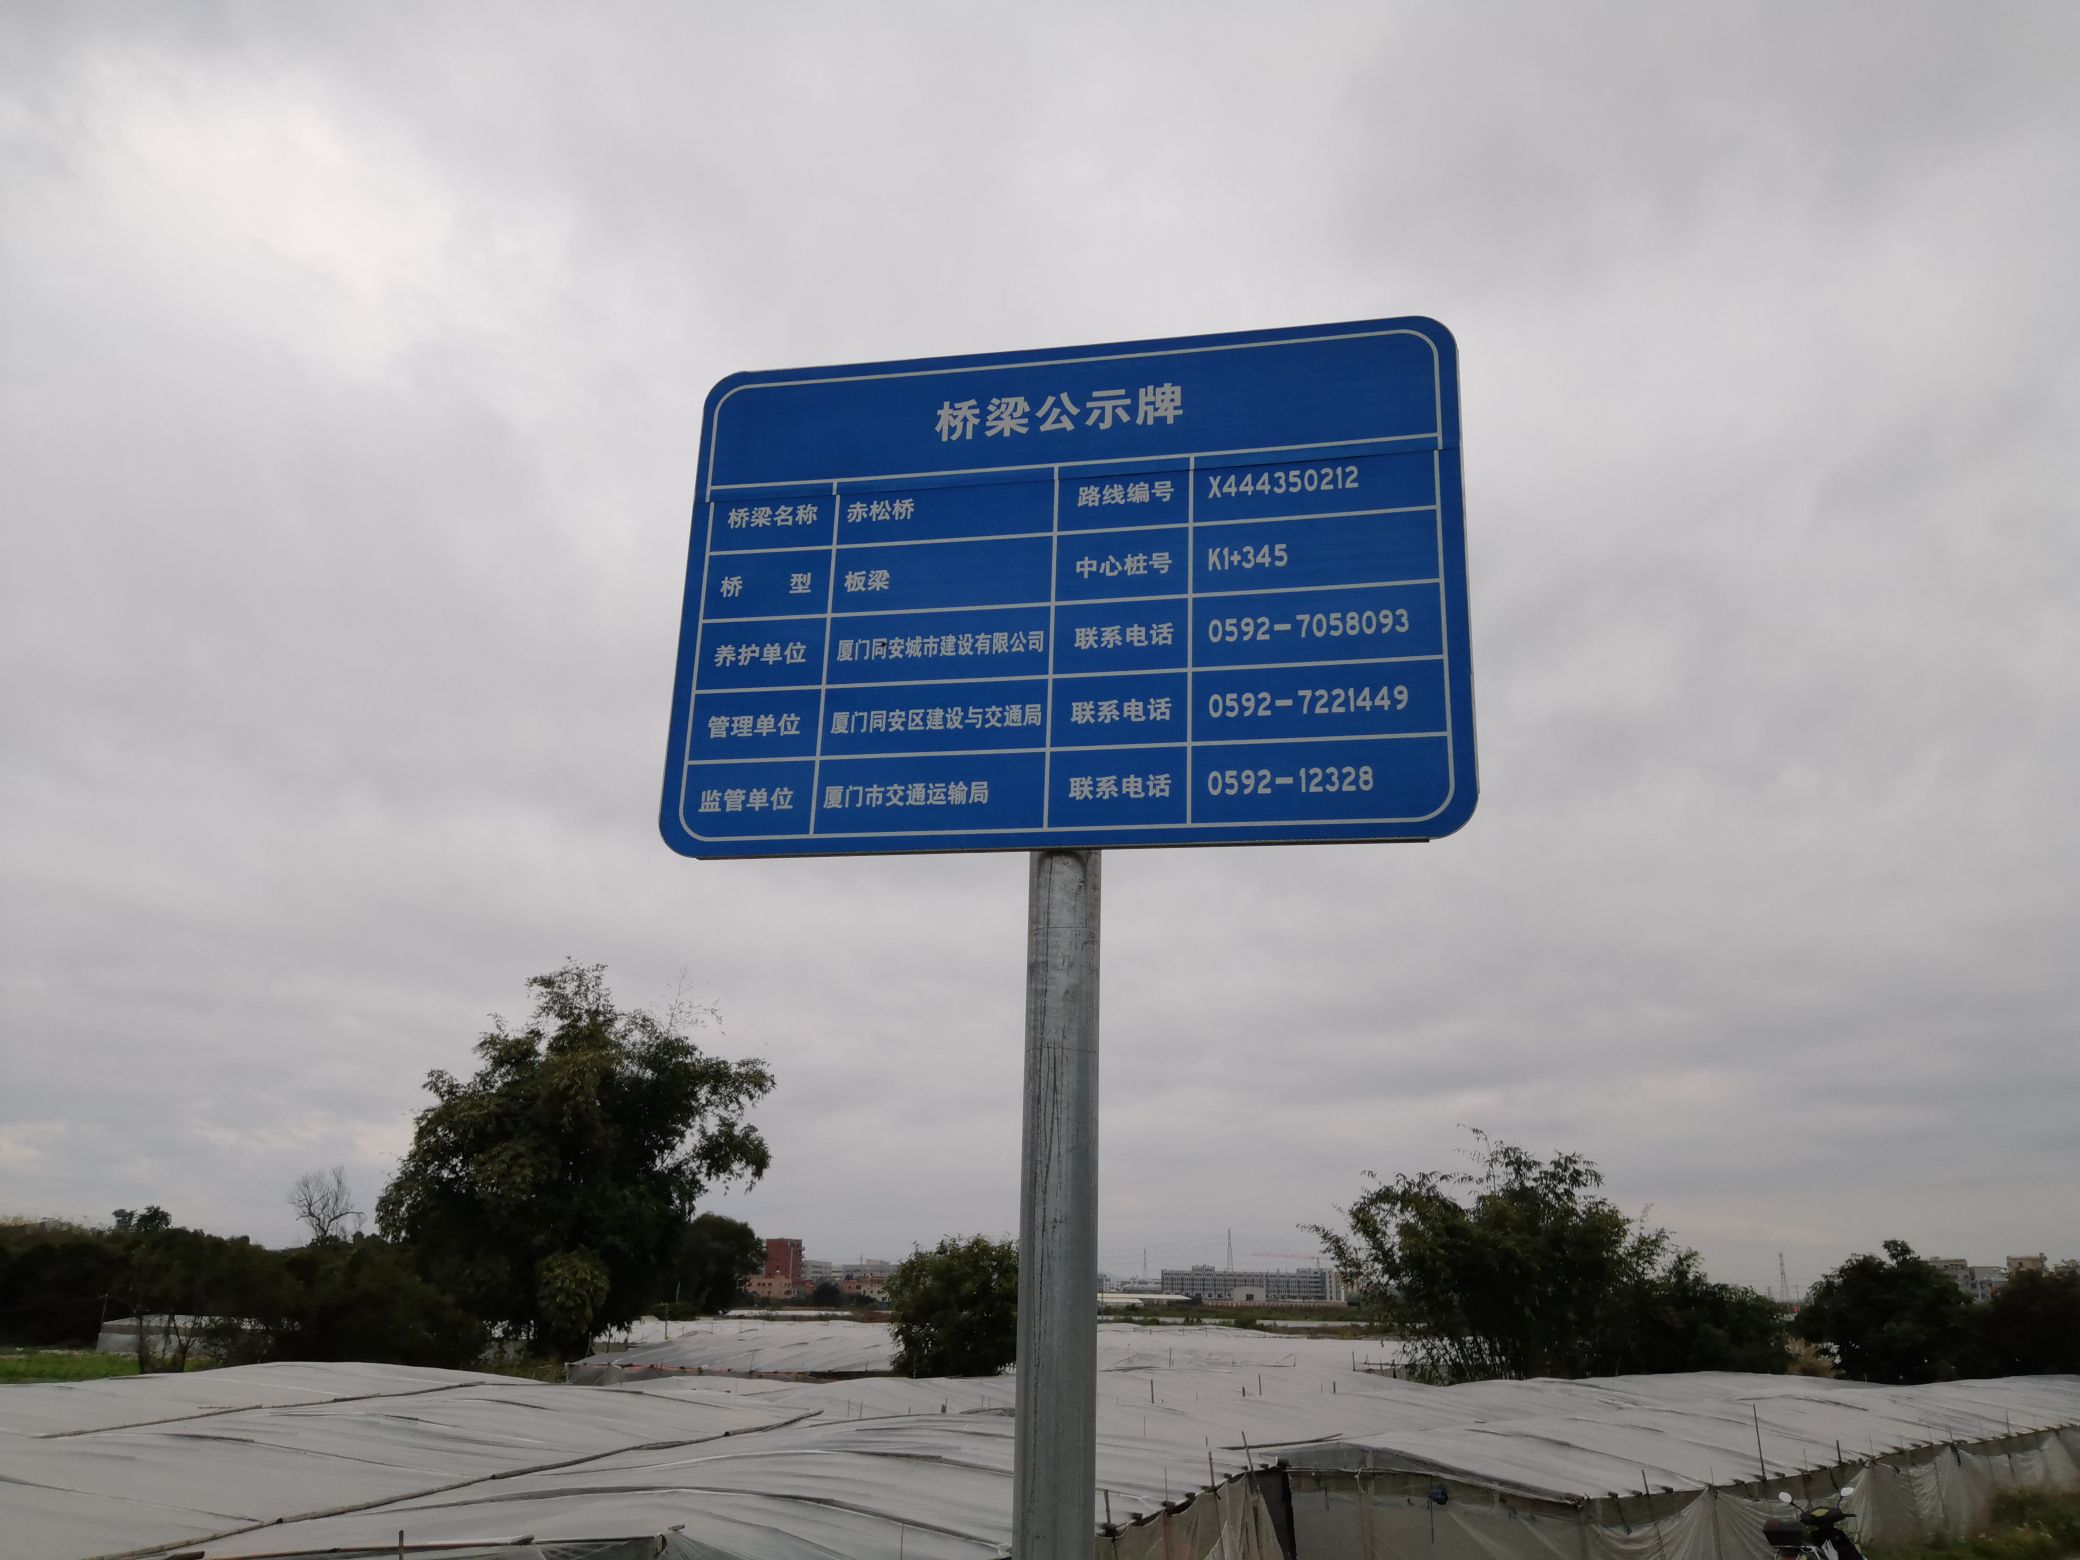 桥梁公示牌
桥梁名称 赤松桥 路线编号 X444350212
桥 型 板梁 中心桩号 K1+345
养护单位 厦门同安城市建设有限公司 联系电话 0592-7058093
管理单位 厦门同安区建设与交通局 联系电话 0592-7221449
监管单位 厦门市交通运输局 联系电话 0592-12328